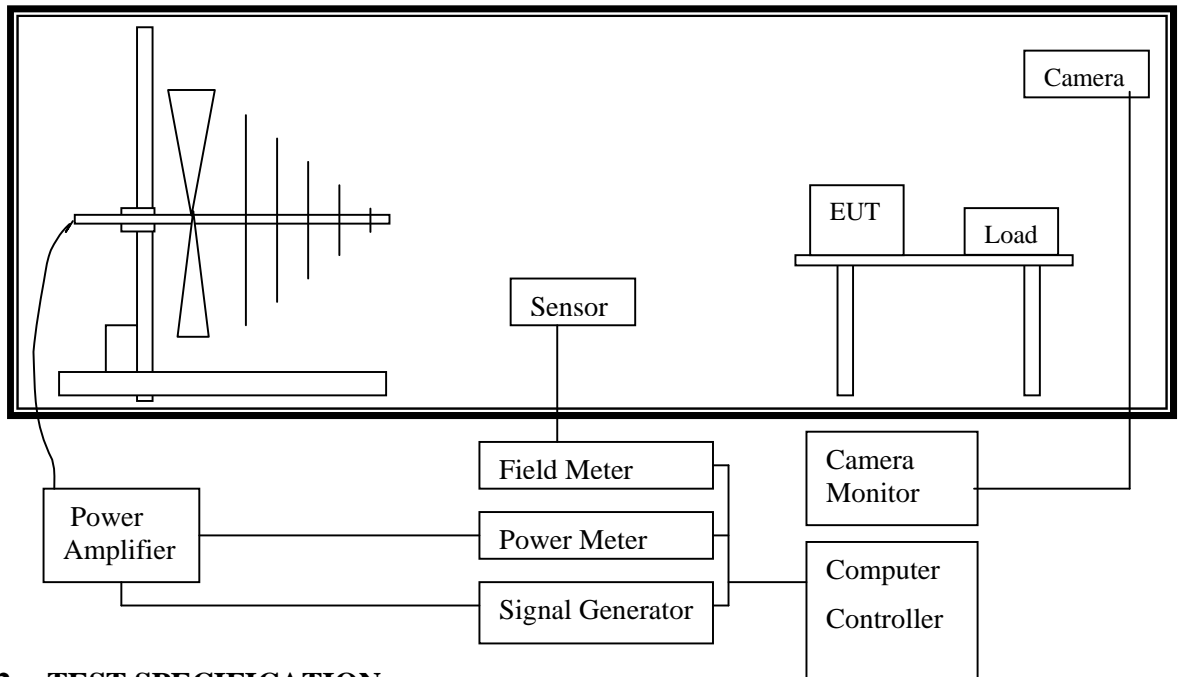 Camera
EUT
Load
Sensor
Field Meter
Camera
Monitor
Power
Amplifier
Power Meter
Computer
Controller
Signal Generator
TEST SPECIFICATION